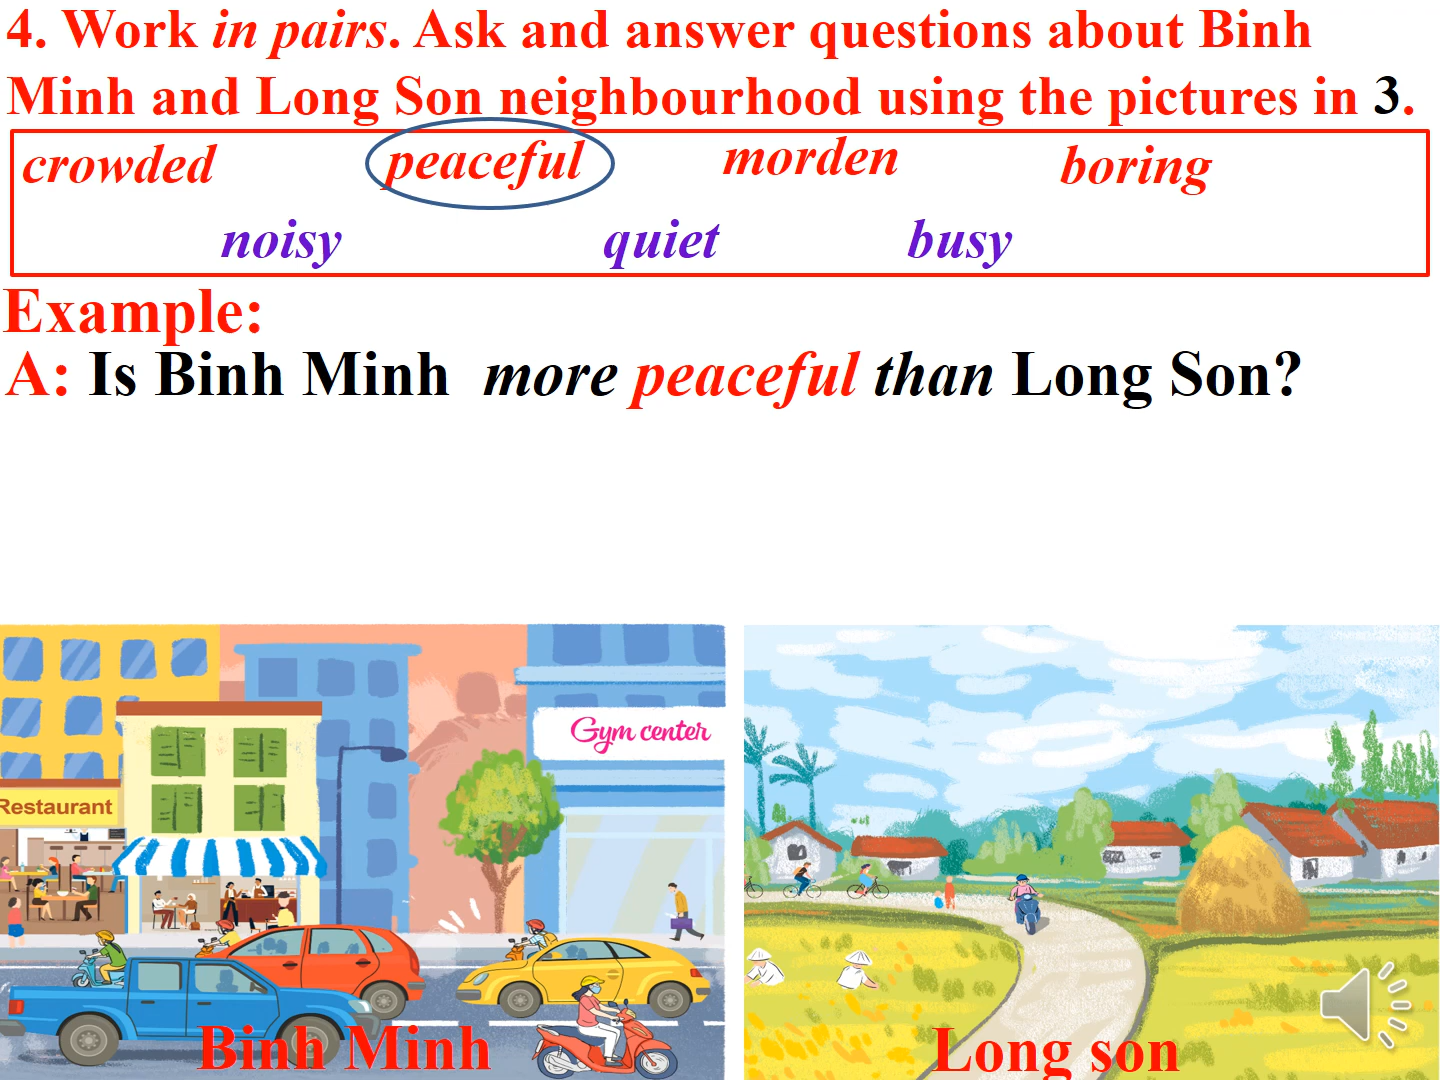 4. Work in pairs. Ask and answer questions about Binh
Minh and Long Son neighbourhood using the pictures in 3.
crowded peaceful morden boring
noisy quiet busy
Example:
A: Is Binh Minh more peaceful than Long Son?
Gym center
Restaurant
Binh Minh
Long son